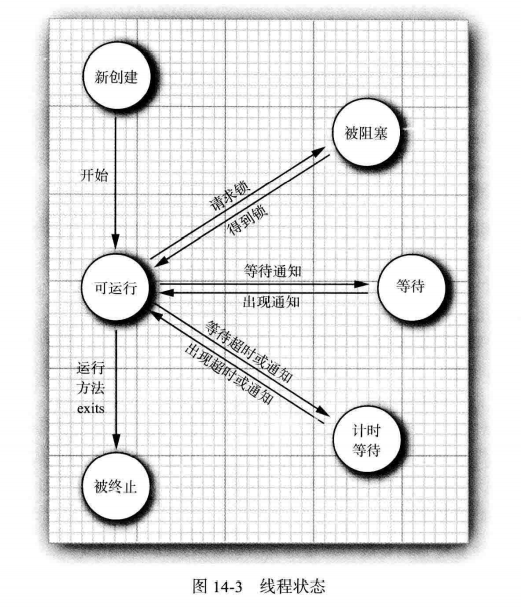 新创建
被阻塞
开始
请求锁
得到锁
可运行
等待通知
出现通知
等待
等待超时或通知
出现超时或通知
运行
方法
exits
计时
等待
被终止
图 14-3 线程状态